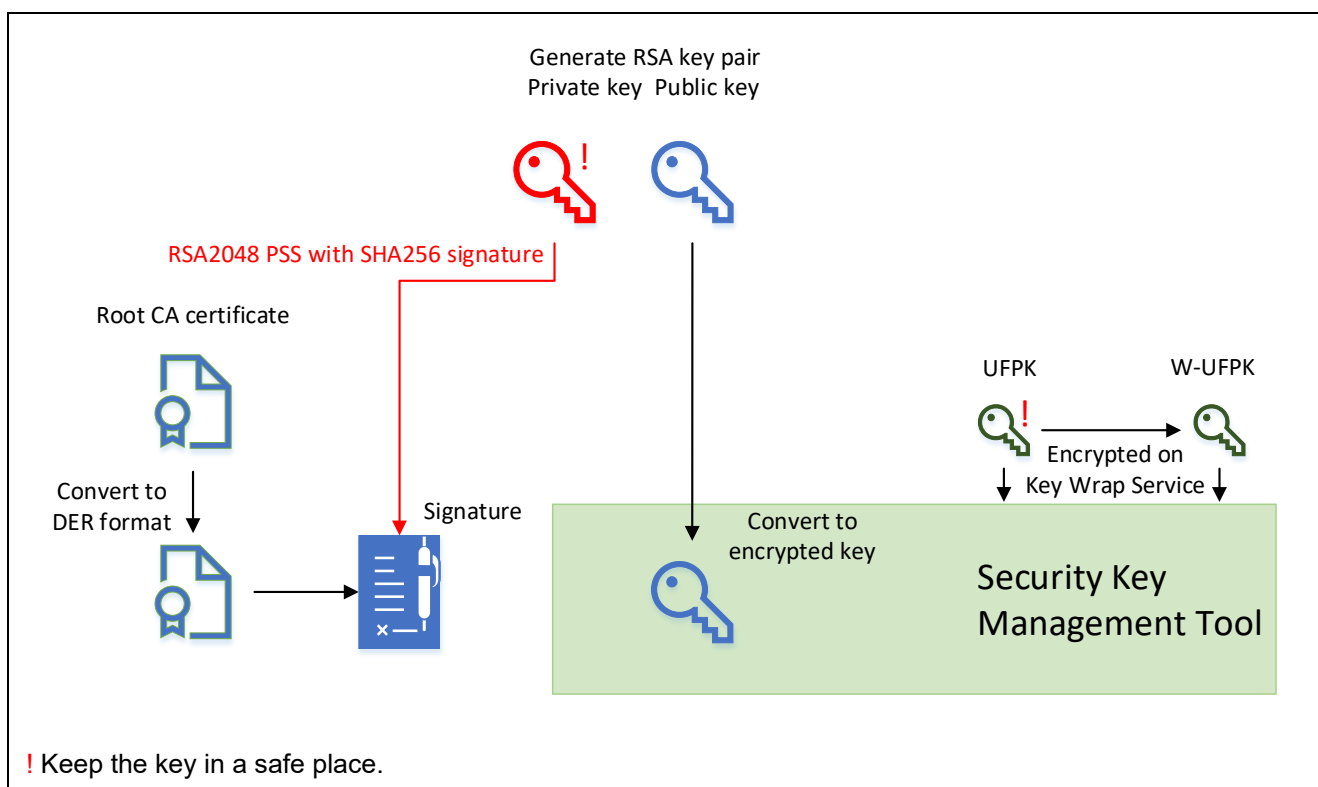 Generate RSA key pair
Private key Public key
!
RSA2048 PSS with SHA256 signature
Root CA certificate
UFPK
W-UFPK
!
Encrypted on
Key Wrap Service
Convert to
DER format
Signature
Convert to
encrypted key
Security Key
Management Tool
! Keep the key in a safe place.